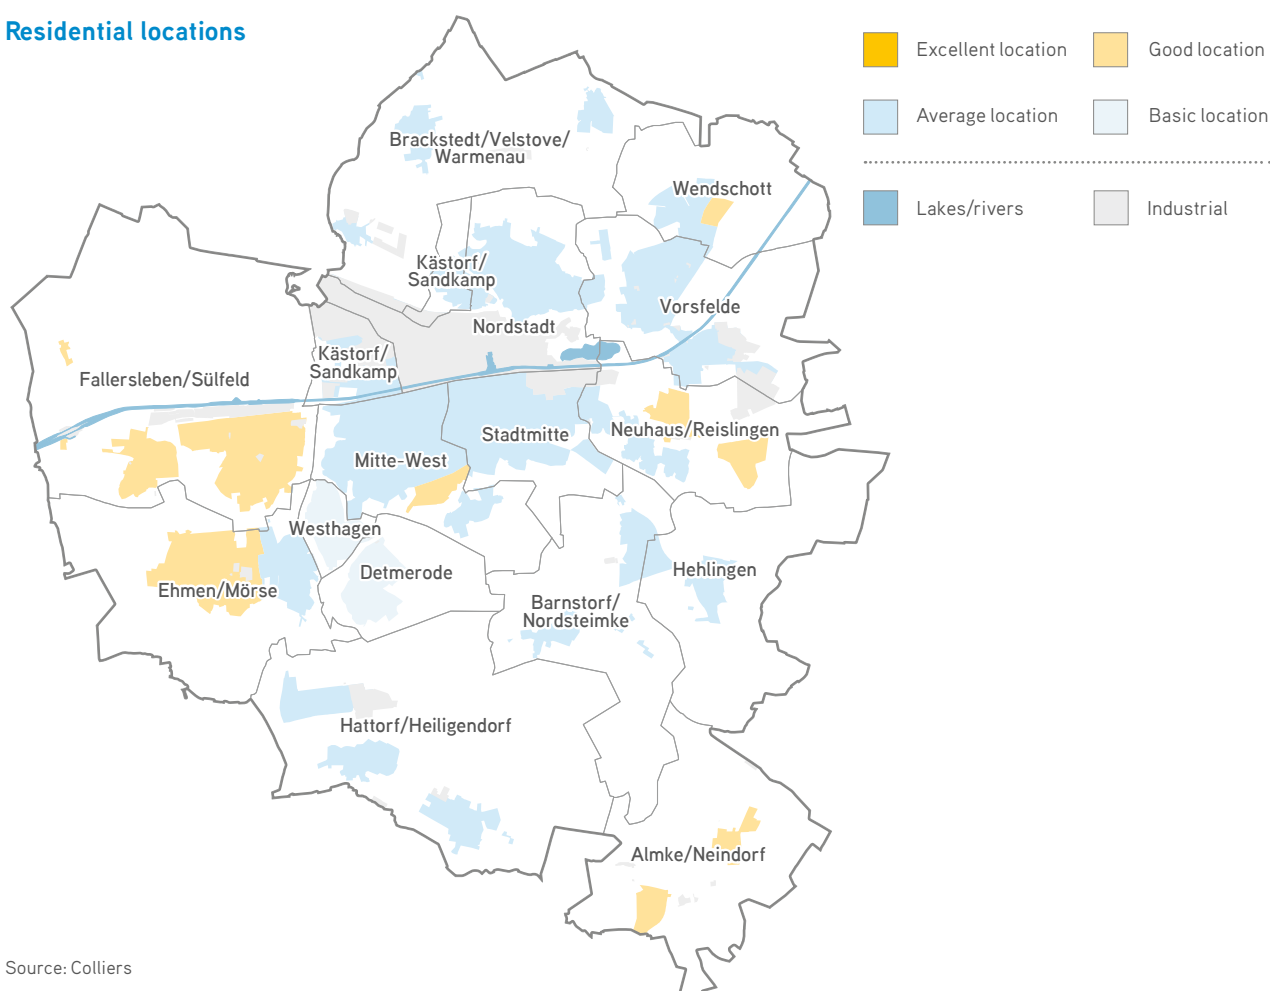 Residential locations
Excellent location
Good location
Average location
Basic location
Lakes/rivers
Industrial
Brackstedt/Velstove/
Warmenau
Wendschott
Kästorf/
Sandkamp
Vorsfelde
Nordstadt
Kästorf/
Sandkamp
Fallersleben/Sülfeld
Stadtmitte
Neuhaus/Reislingen
Mitte-West
Westhagen
Detmerode
Hehlingen
Ehmen/Mörse
Barnstorf/
Nordsteimke
Hattorf/Heiligendorf
Almke/Neindorf
Source: Colliers